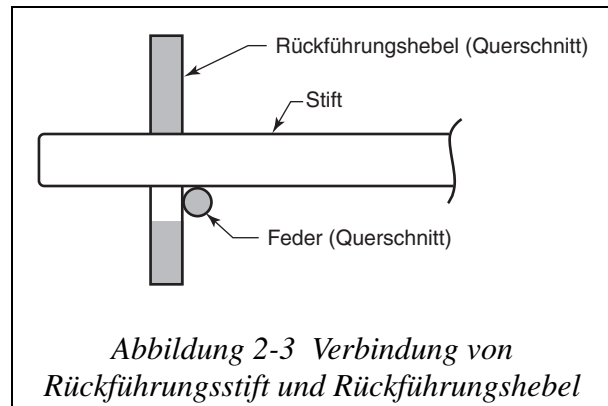 Rückführungshebel (Querschnitt)
Stift
Feder (Querschnitt)
Abbildung 2-3 Verbindung von
Rückführungsstift und Rückführungshebel